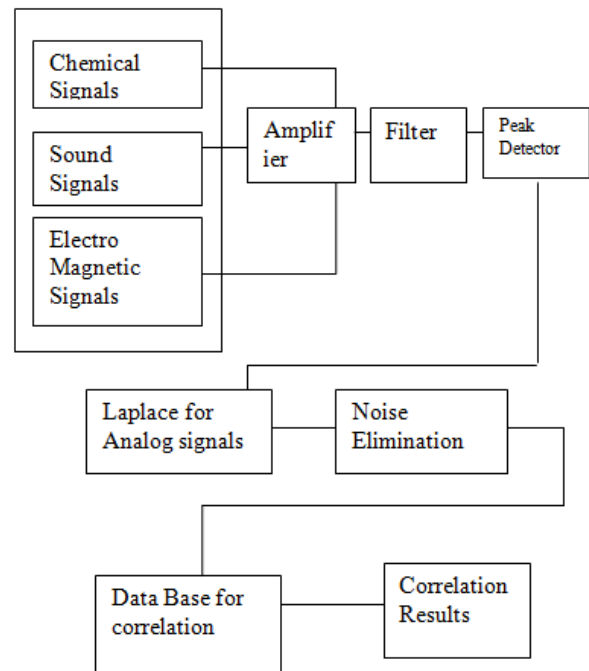 Chemical
Signals
Sound
Signals
Electro
Magnetic
Signals
Amplif
ier
Filter
Peak
Detector
Laplace for
Analog signals
Noise
Elimination
Data Base for
correlation
Correlation
Results